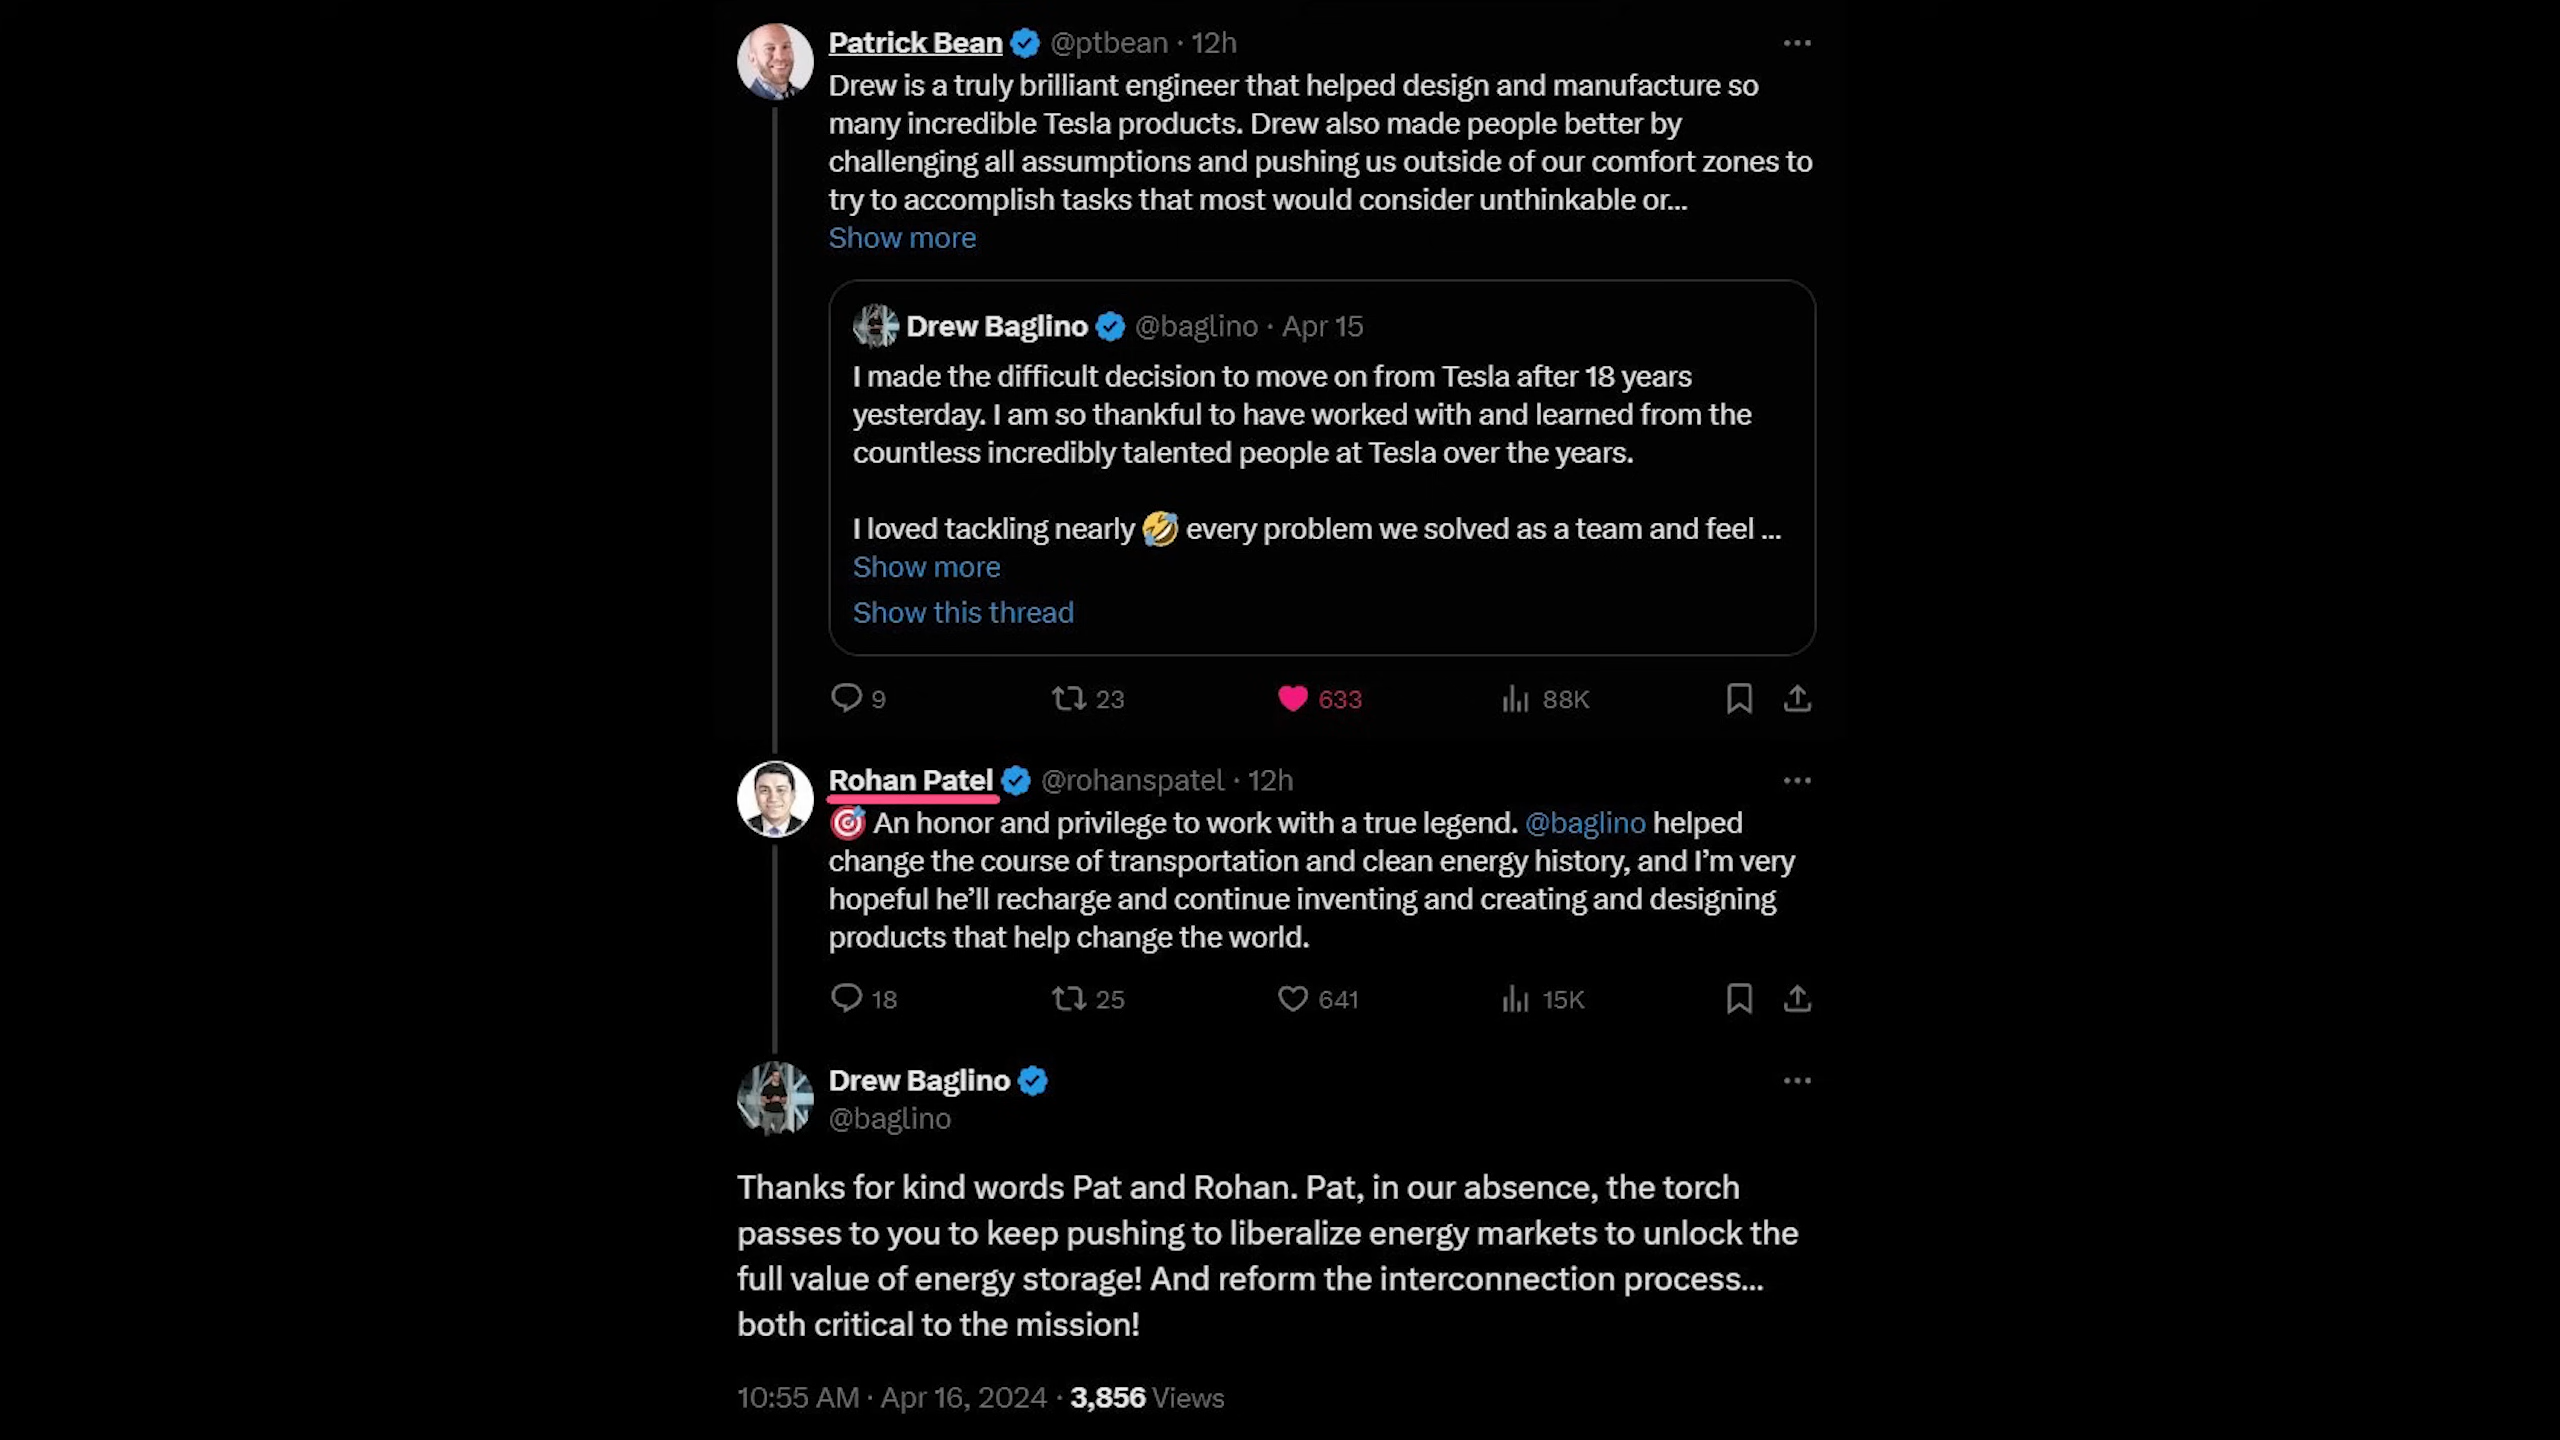 Patrick Bean @ptbean · 12h
Drew is a truly brilliant engineer that helped design and manufacture so
many incredible Tesla products. Drew also made people better by
challenging all assumptions and pushing us outside of our comfort zones to
try to accomplish tasks that most would consider unthinkable or...
Show more
Drew Baglino @baglino · Apr 15
I made the difficult decision to move on from Tesla after 18 years
yesterday. I am so thankful to have worked with and learned from the
countless incredibly talented people at Tesla over the years.
I loved tackling nearly 🤣 every problem we solved as a team and feel ...
Show more
Show this thread
9 23 633 88K
Rohan Patel @rohanspatel · 12h
🎯 An honor and privilege to work with a true legend. @baglino helped
change the course of transportation and clean energy history, and I’m very
hopeful he’ll recharge and continue inventing and creating and designing
products that help change the world.
18 25 641 15K
Drew Baglino
@baglino
Thanks for kind words Pat and Rohan. Pat, in our absence, the torch
passes to you to keep pushing to liberalize energy markets to unlock the
full value of energy storage! And reform the interconnection process...
both critical to the mission!
10:55 AM · Apr 16, 2024 · 3,856 Views